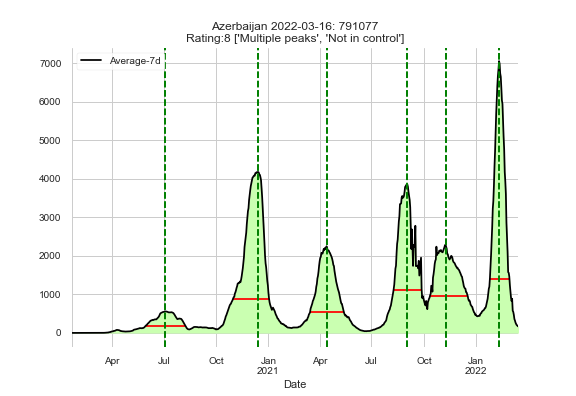 Azerbaijan 2022-03-16: 791077
Rating:8 ['Multiple peaks', 'Not in control']
Average-7d
7000
6000
5000
4000
3000
2000
1000
0
Apr Jul Oct Jan Apr Jul Oct Jan
2021 2022
Date